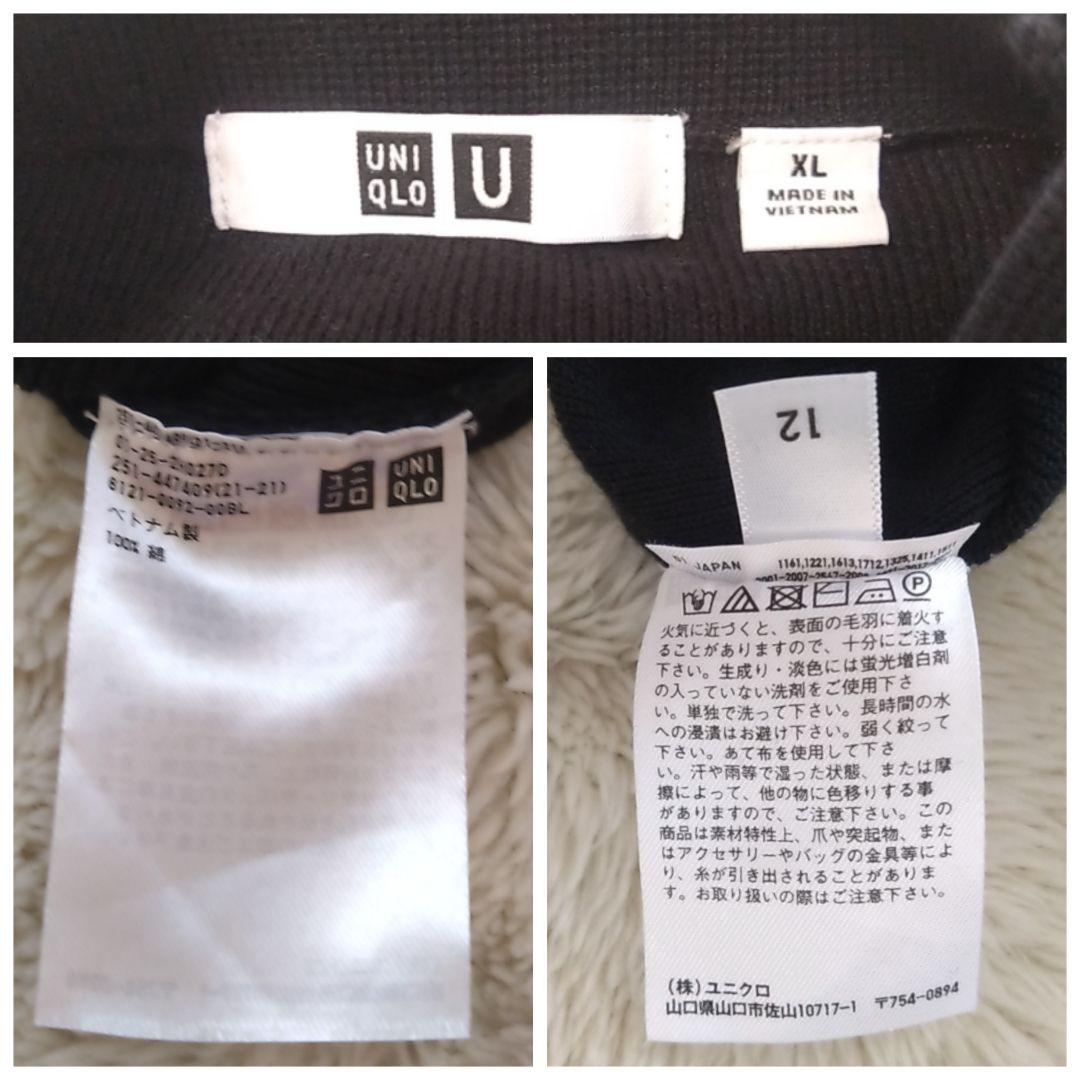 UNI
QLO
U
XL
MADE IN
VIETNAM
251-447409(21-21)
ユニ
クロ
UNI
QLO
ベトナム製
100% 綿
12
JAPAN
火気に近づくと、表面の毛羽に着火す
ることがありますので、十分にご注意
下さい。生成り・淡色には蛍光増白剤
の入っていない洗剤をご使用下さ
い。単独で洗って下さい。長時間の水
への浸漬はお避け下さい。弱く絞って
下さい。あて布を使用して下さ
い。汗や雨等で湿った状態、または摩
擦によって、他の物に色移りする事
がありますので、ご注意下さい。この
商品は素材特性上、爪や突起物、また
はアクセサリーやバッグの金具等によ
り、糸が引き出されることがありま
す。お取り扱いの際はご注意下さい。
(株)ユニクロ
山口県山口市佐山10717-1 〒754-0894